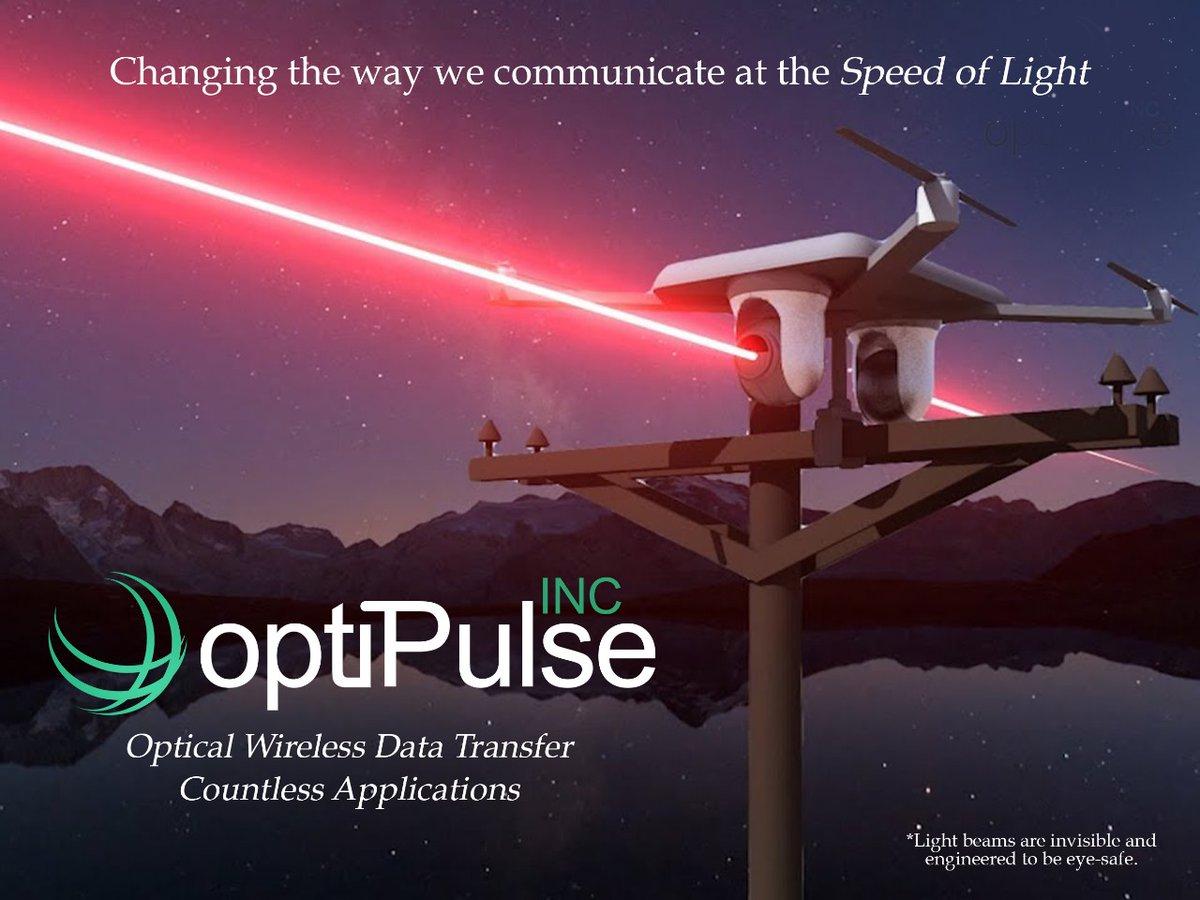 Changing the way we communicate at the Speed of Light
optiPulse INC
Optical Wireless Data Transfer
Countless Applications
*Light beams are invisible and
engineered to be eye-safe.